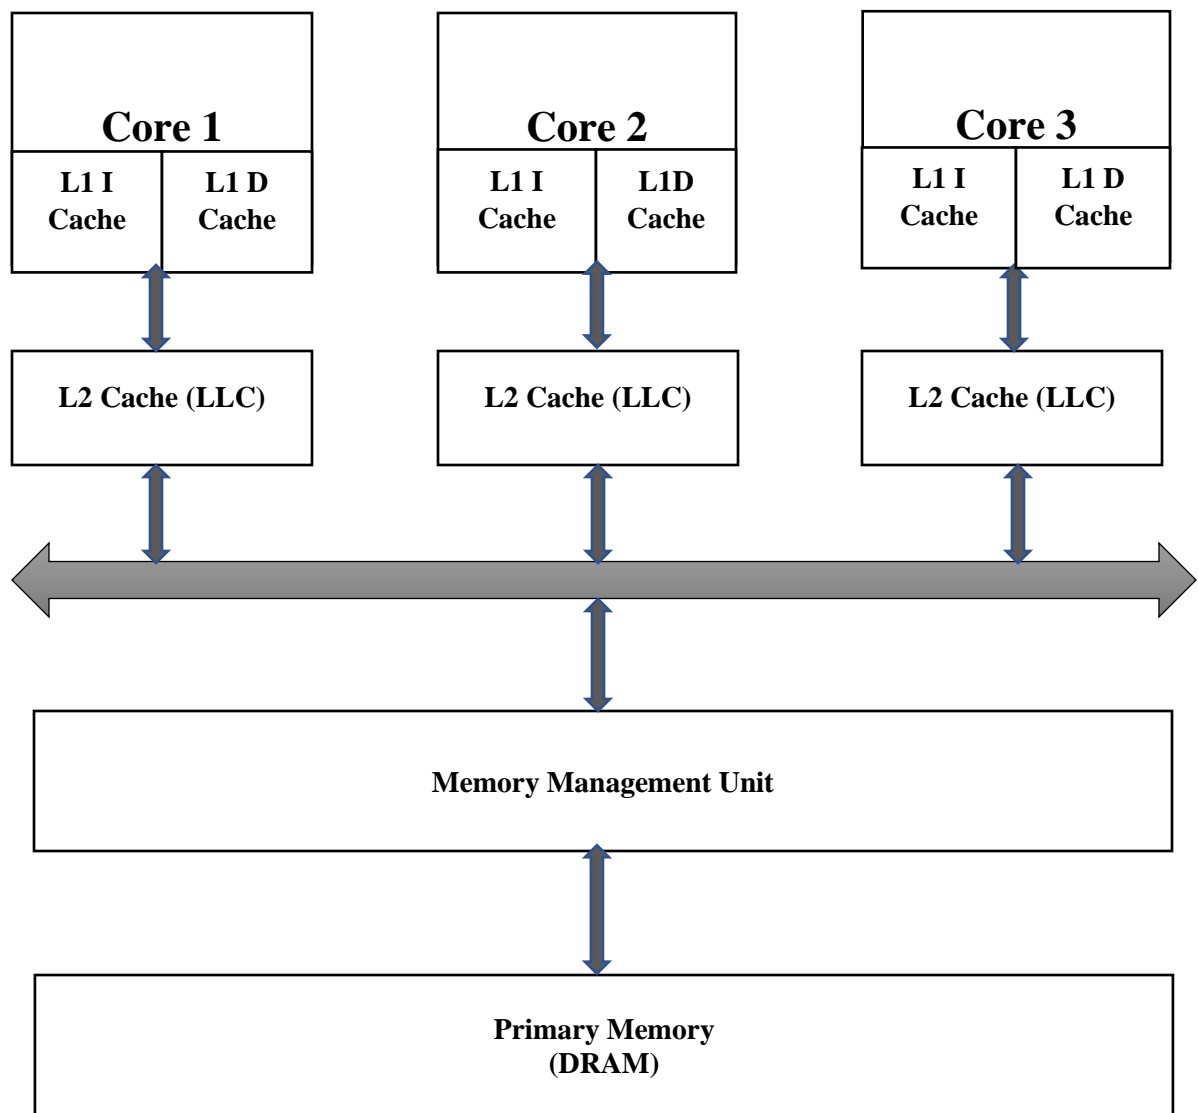 Core 1
L1 I
Cache
L1 D
Cache
Core 2
L1 I
Cache
L1D
Cache
Core 3
L1 I
Cache
L1 D
Cache
L2 Cache (LLC)
L2 Cache (LLC)
L2 Cache (LLC)
Memory Management Unit
Primary Memory
(DRAM)